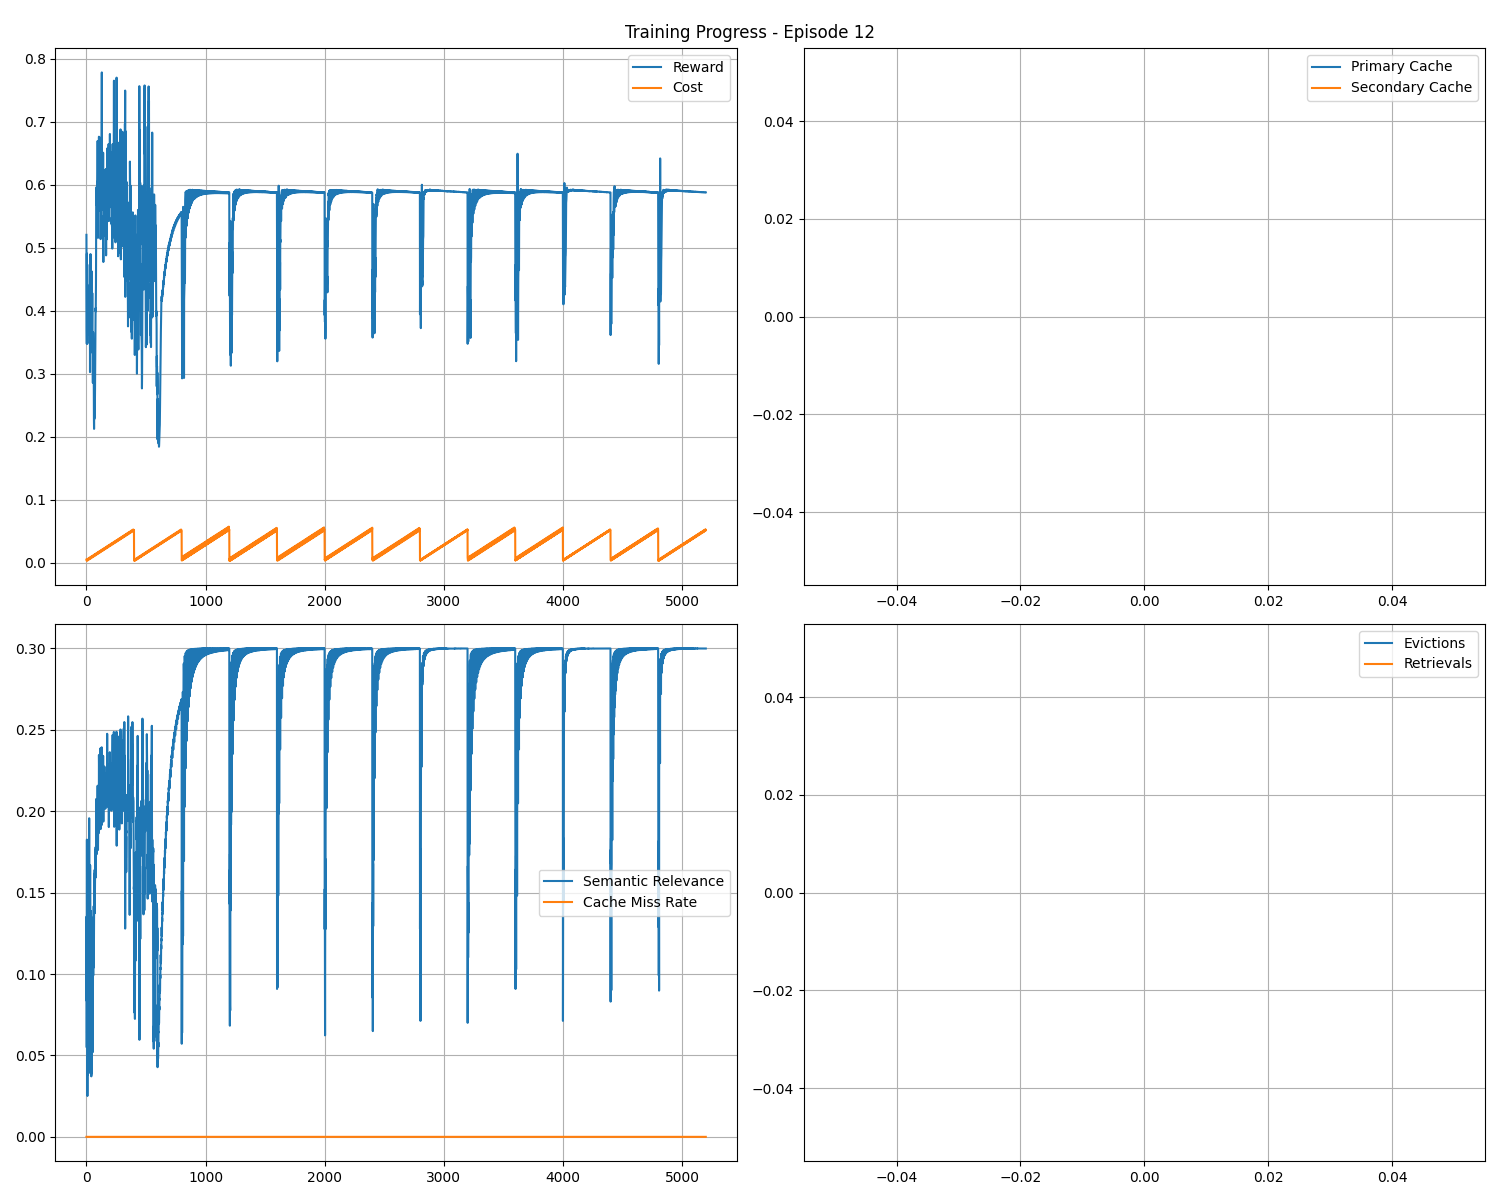 Training Progress - Episode 12
0.8
0.7
0.6
0.5
0.4
0.3
0.2
0.1
0.0
Reward
Cost
0 1000 2000 3000 4000 5000
0.04
0.02
0.00
−0.02
−0.04
Primary Cache
Secondary Cache
−0.04 −0.02 0.00 0.02 0.04
0.30
0.25
0.20
0.15
0.10
0.05
0.00
Semantic Relevance
Cache Miss Rate
0 1000 2000 3000 4000 5000
0.04
0.02
0.00
−0.02
−0.04
Evictions
Retrievals
−0.04 −0.02 0.00 0.02 0.04